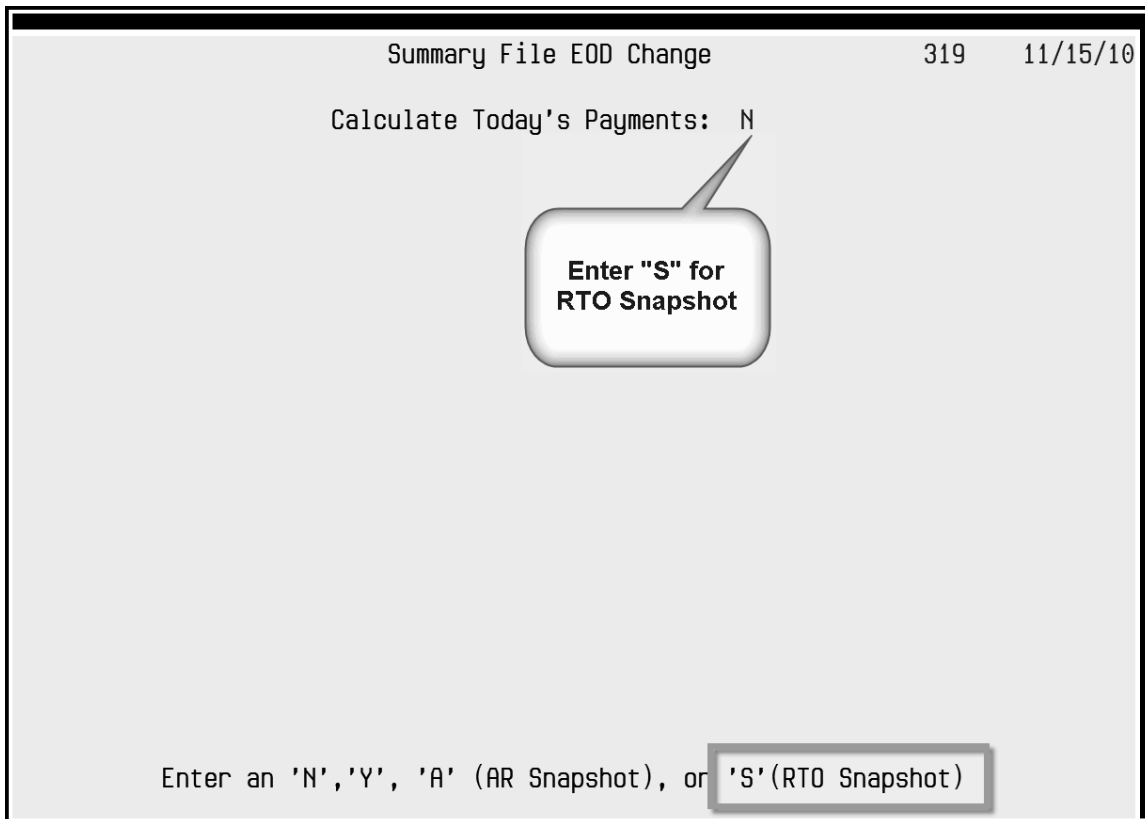 Summary File EOD Change 319 11/15/10
Calculate Today's Payments: N
Enter "S" for
RTO Snapshot
Enter an 'N','Y', 'A' (AR Snapshot), or 'S'(RTO Snapshot)